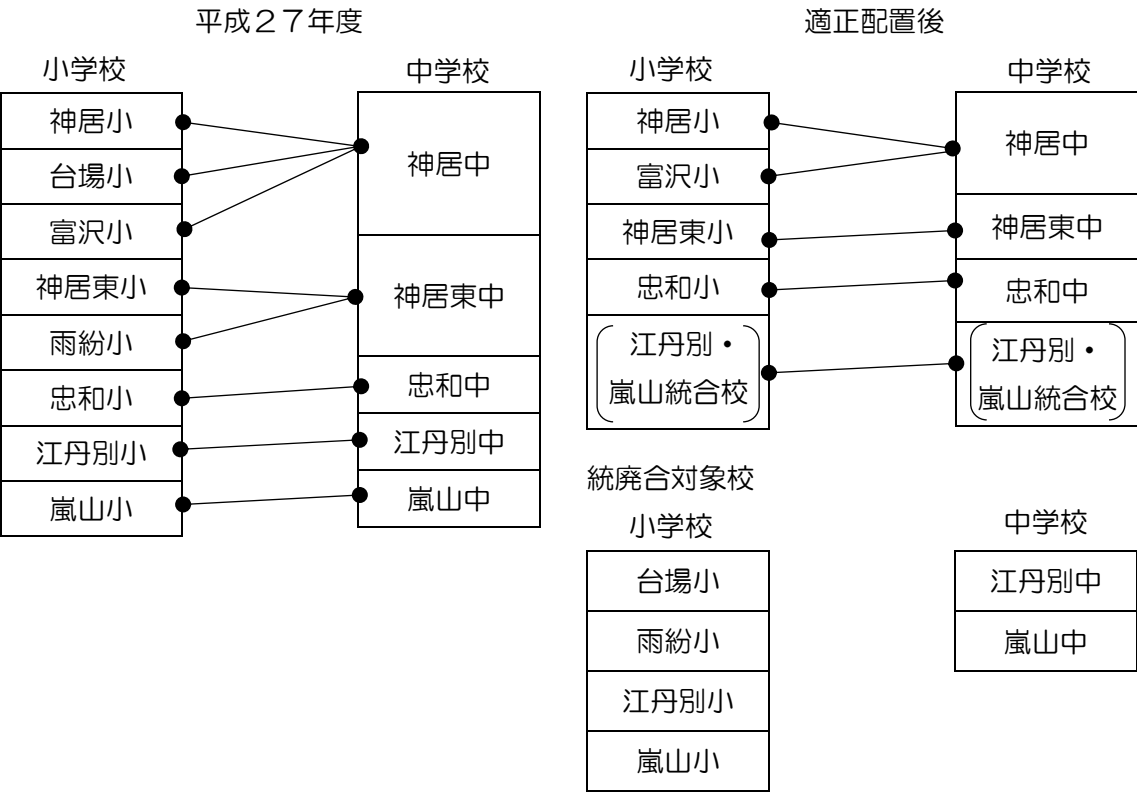 平成２７年度
小学校
中学校
神居小
台場小
富沢小
神居東小
雨紛小
忠和小
江丹別小
嵐山小
神居中
神居東中
忠和中
江丹別中
嵐山中
適正配置後
小学校
中学校
神居小
富沢小
神居東小
忠和小
江丹別・
嵐山統合校
神居中
神居東中
忠和中
江丹別・
嵐山統合校
統廃合対象校
小学校
中学校
台場小
雨紛小
江丹別小
嵐山小
江丹別中
嵐山中